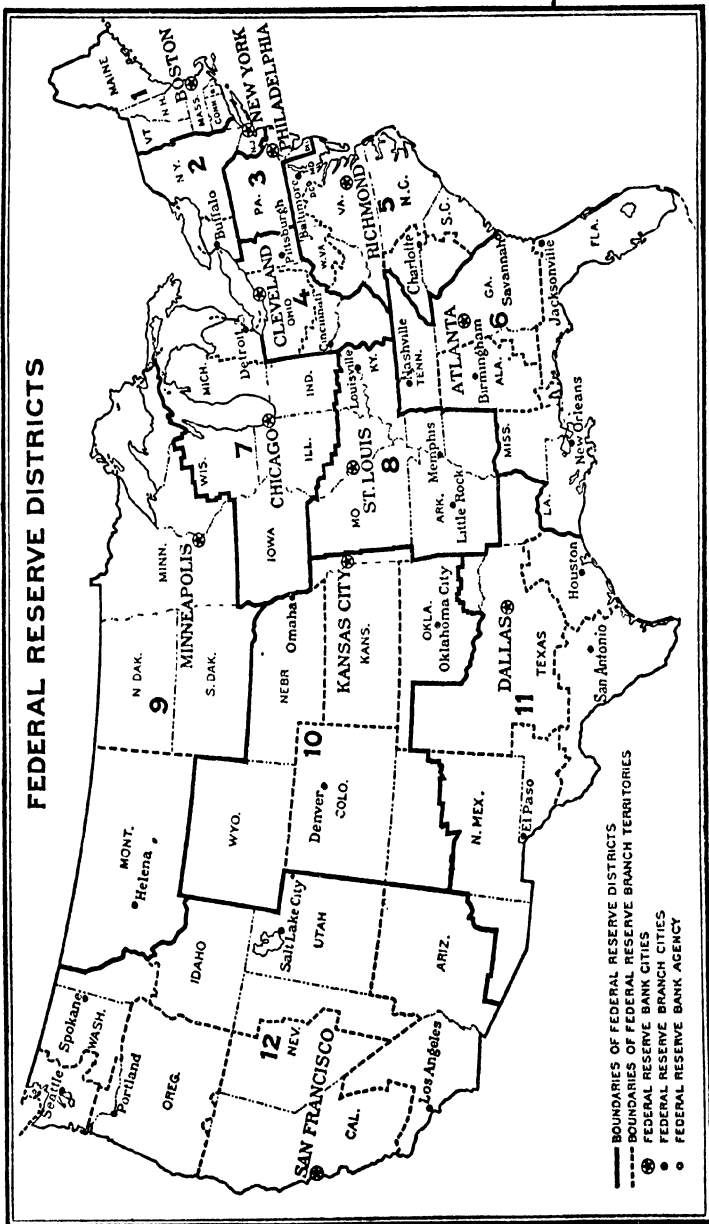 FEDERAL RESERVE DISTRICTS
WASH.
Seattle
Spokane
Portland
OREG.
IDAHO
MONT.
Helena
WYO.
12
NEV.
SAN FRANCISCO
CAL.
Los Angeles
Salt Lake City
UTAH
ARIZ.
N DAK.
9
S. DAK.
MINN.
MINNEAPOLIS
NEBR
Omaha
10
Denver
COLO.
KANSAS CITY
KANS.
OKLA.
Oklahoma City
N. MEX.
El Paso
DALLAS
11
TEXAS
San Antonio
Houston
WIS.
7
MICH.
Detroit
CHICAGO
IOWA
ILL.
IND.
MO
ST. LOUIS
8
Louisville
KY.
ARK.
Little Rock
Memphis
LA.
MISS.
New Orleans
CLEVELAND
OHIO
4
Cincinnati
Pittsburgh
Nashville
TENN.
ATLANTA
Birmingham
ALA.
6
GA.
Savannah
Jacksonville
FLA.
MAINE
1
VT
N.H.
BOSTON
MASS.
CONN
R.I.
N.Y.
2
Buffalo
NEW YORK
N.J.
PHILADELPHIA
PA.
3
Baltimore
MD
D.C.
W.VA
VA.
RICHMOND
5
N.C.
Charlotte
S.C.
BOUNDARIES OF FEDERAL RESERVE DISTRICTS
BOUNDARIES OF FEDERAL RESERVE BRANCH TERRITORIES
FEDERAL RESERVE BANK CITIES
FEDERAL RESERVE BRANCH CITIES
FEDERAL RESERVE BANK AGENCY